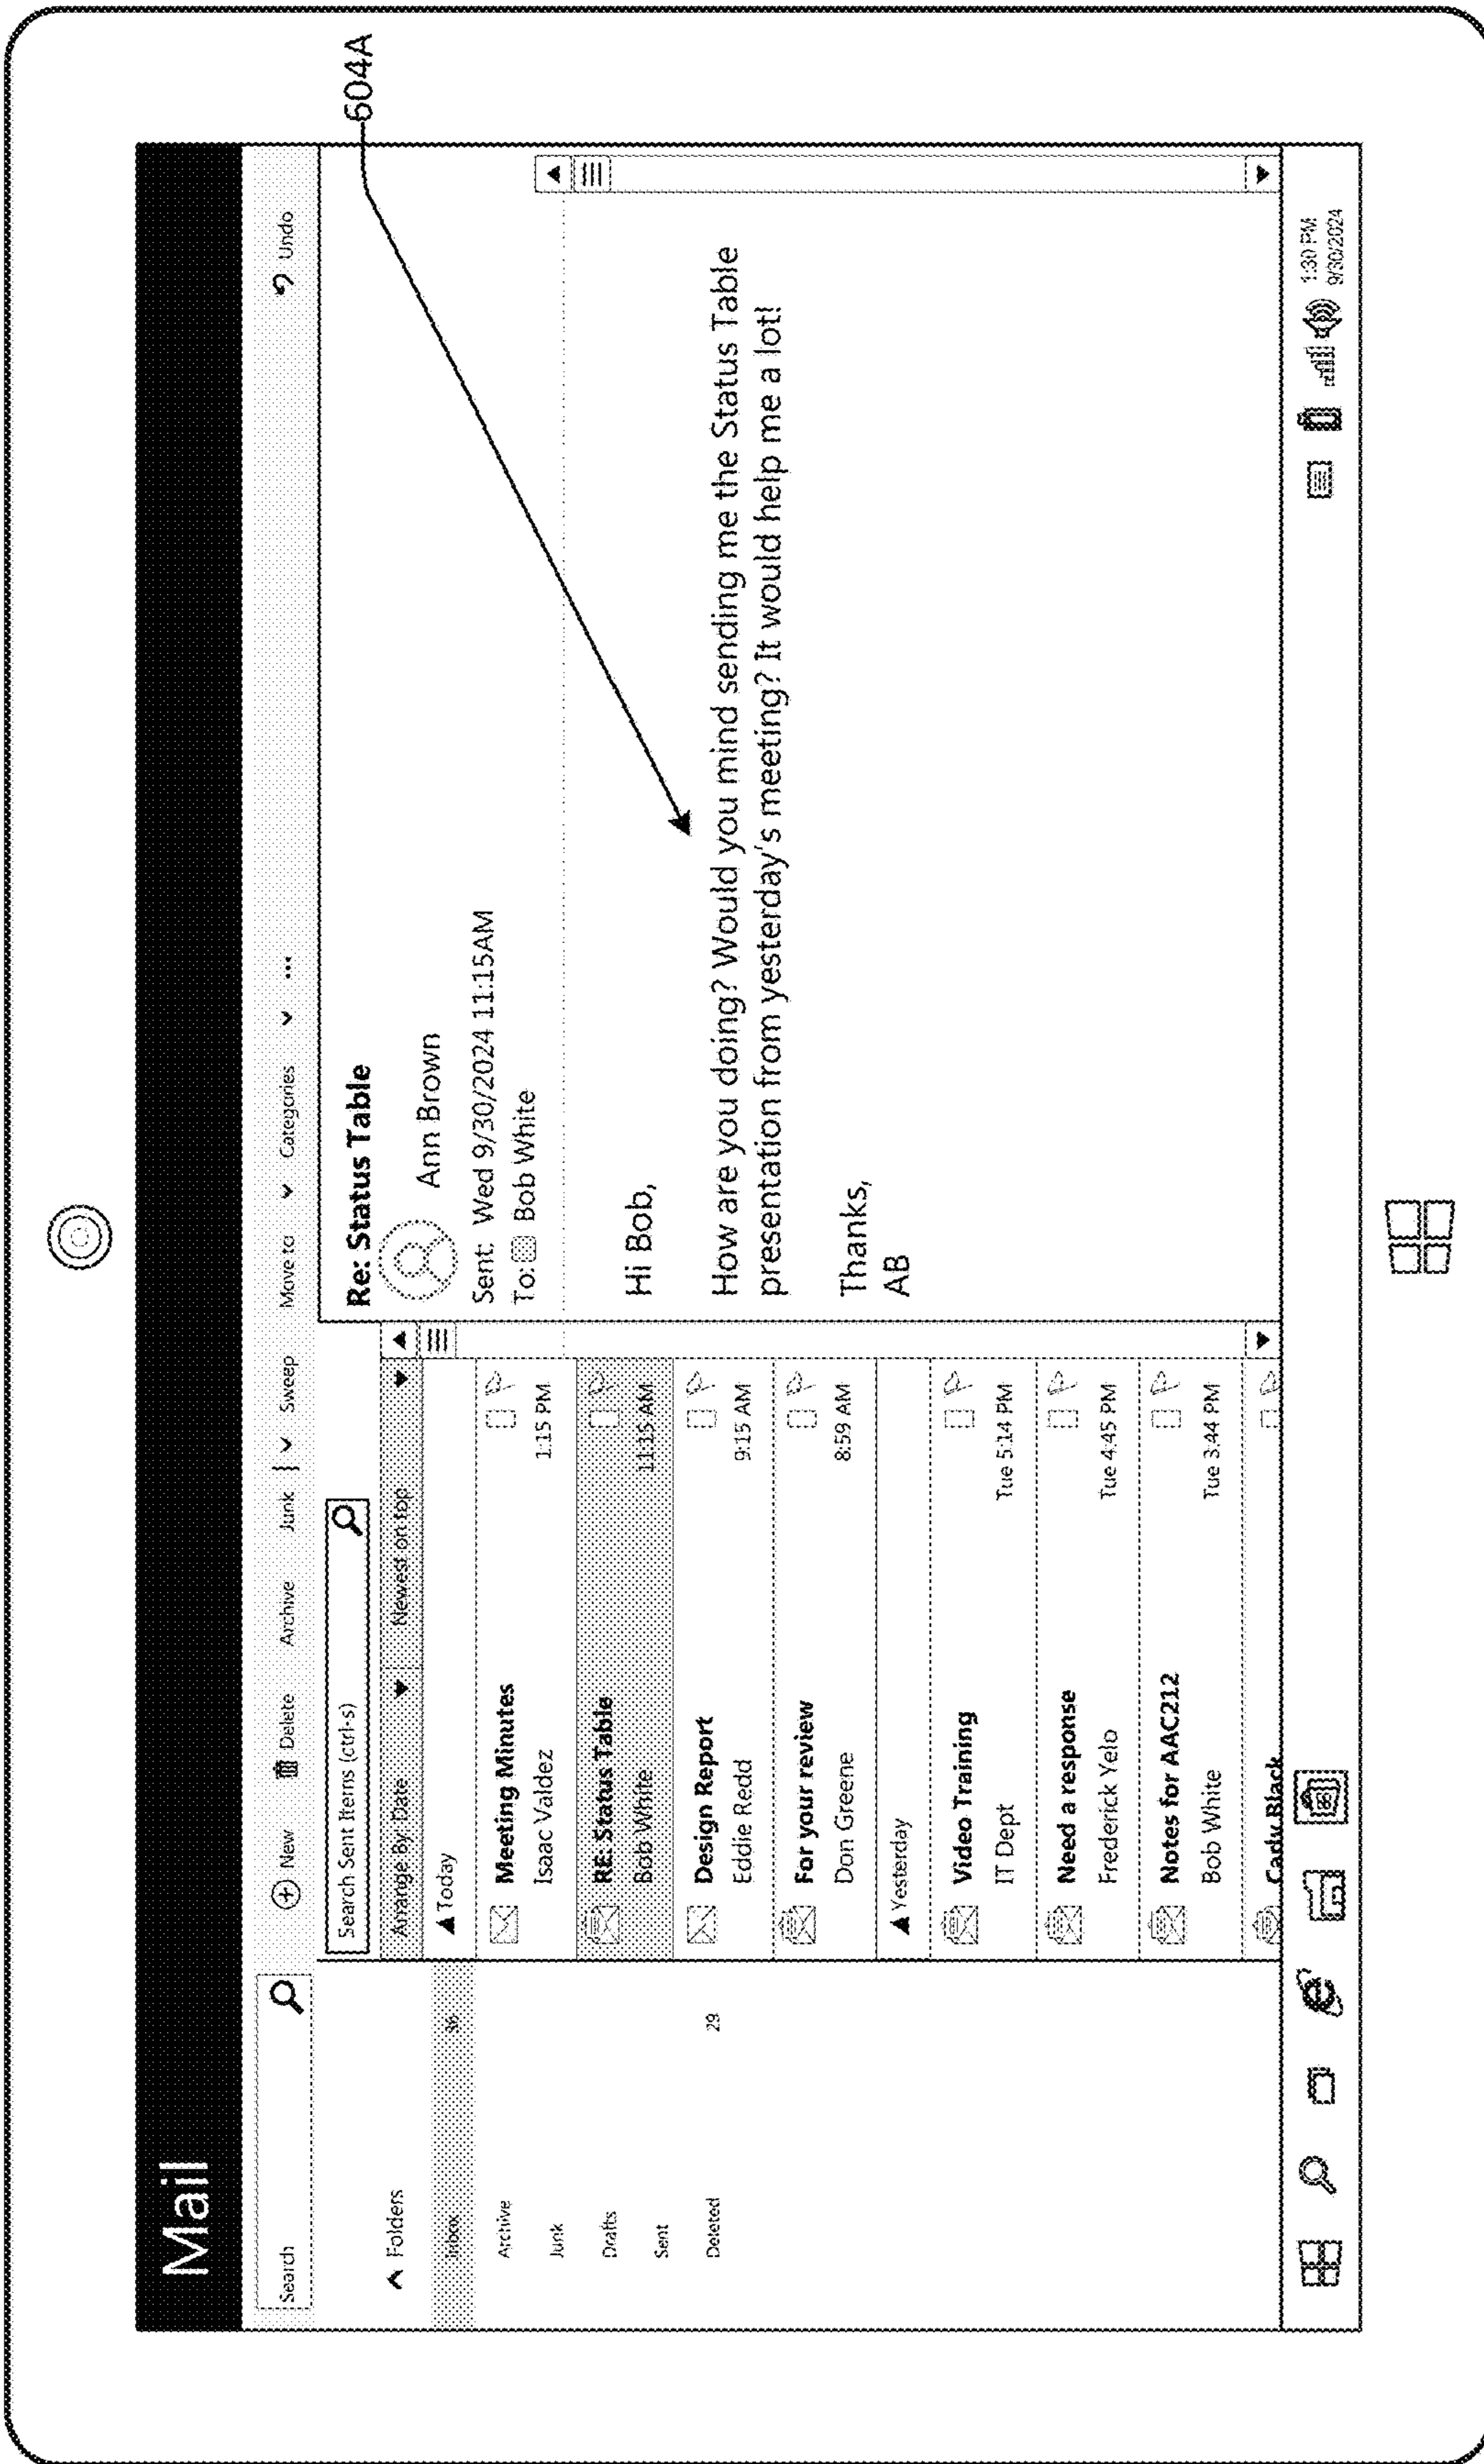 604A
Mail
Search
New Delete Archive Junk | Sweep Move to Categories ... Undo
Folders
Inbox 36
Archive
Junk
Drafts
Sent
Deleted 29
Search Sent Items (ctrl-s)
Arrange By: Date Newest on top
Today
Meeting Minutes
Isaac Valdez 1:15 PM
RE: Status Table
Bob White 11:15 AM
Design Report
Eddie Redd 9:15 AM
For your review
Don Greene 8:59 AM
Yesterday
Video Training
IT Dept Tue 5:14 PM
Need a response
Frederick Yelo Tue 4:45 PM
Notes for AAC212
Bob White Tue 3:44 PM
Cady Black
Re: Status Table
Ann Brown
Sent: Wed 9/30/2024 11:15AM
To: Bob White
Hi Bob,
How are you doing? Would you mind sending me the Status Table
presentation from yesterday's meeting? It would help me a lot!
Thanks,
AB
1:30 PM
9/30/2024